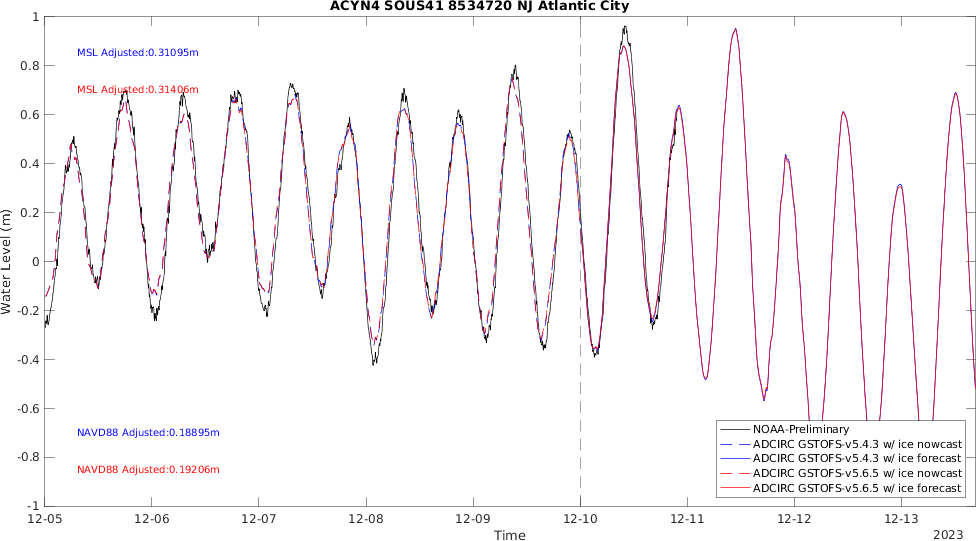 ACYN4 SOUS41 8534720 NJ Atlantic City
1
0.8
0.6
0.4
0.2
0
-0.2
-0.4
-0.6
-0.8
-1
Water Level (m)
MSL Adjusted:0.31095m
MSL Adjusted:0.31406m
NAVD88 Adjusted:0.18895m
NAVD88 Adjusted:0.19206m
NOAA-Preliminary
ADCIRC GSTOFS-v5.4.3 w/ ice nowcast
ADCIRC GSTOFS-v5.4.3 w/ ice forecast
ADCIRC GSTOFS-v5.6.5 w/ ice nowcast
ADCIRC GSTOFS-v5.6.5 w/ ice forecast
12-05 12-06 12-07 12-08 12-09 12-10 12-11 12-12 12-13
Time
2023